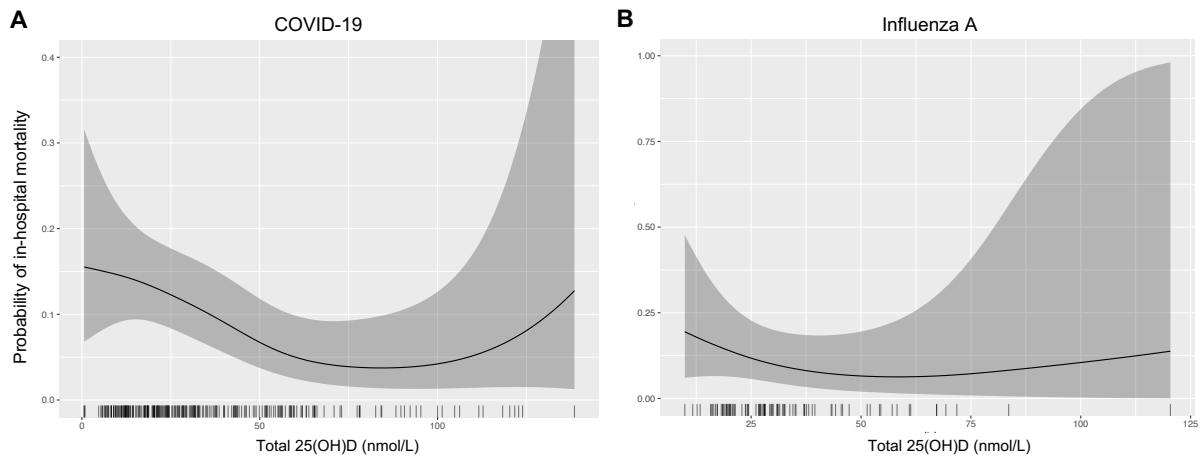 A
COVID-19
Probability of in-hospital mortality
0.4
0.3
0.2
0.1
0.0
0
50
100
Total 25(OH)D (nmol/L)
B
Influenza A
1.00
0.75
0.50
0.25
0.00
25
50
75
100
125
Total 25(OH)D (nmol/L)